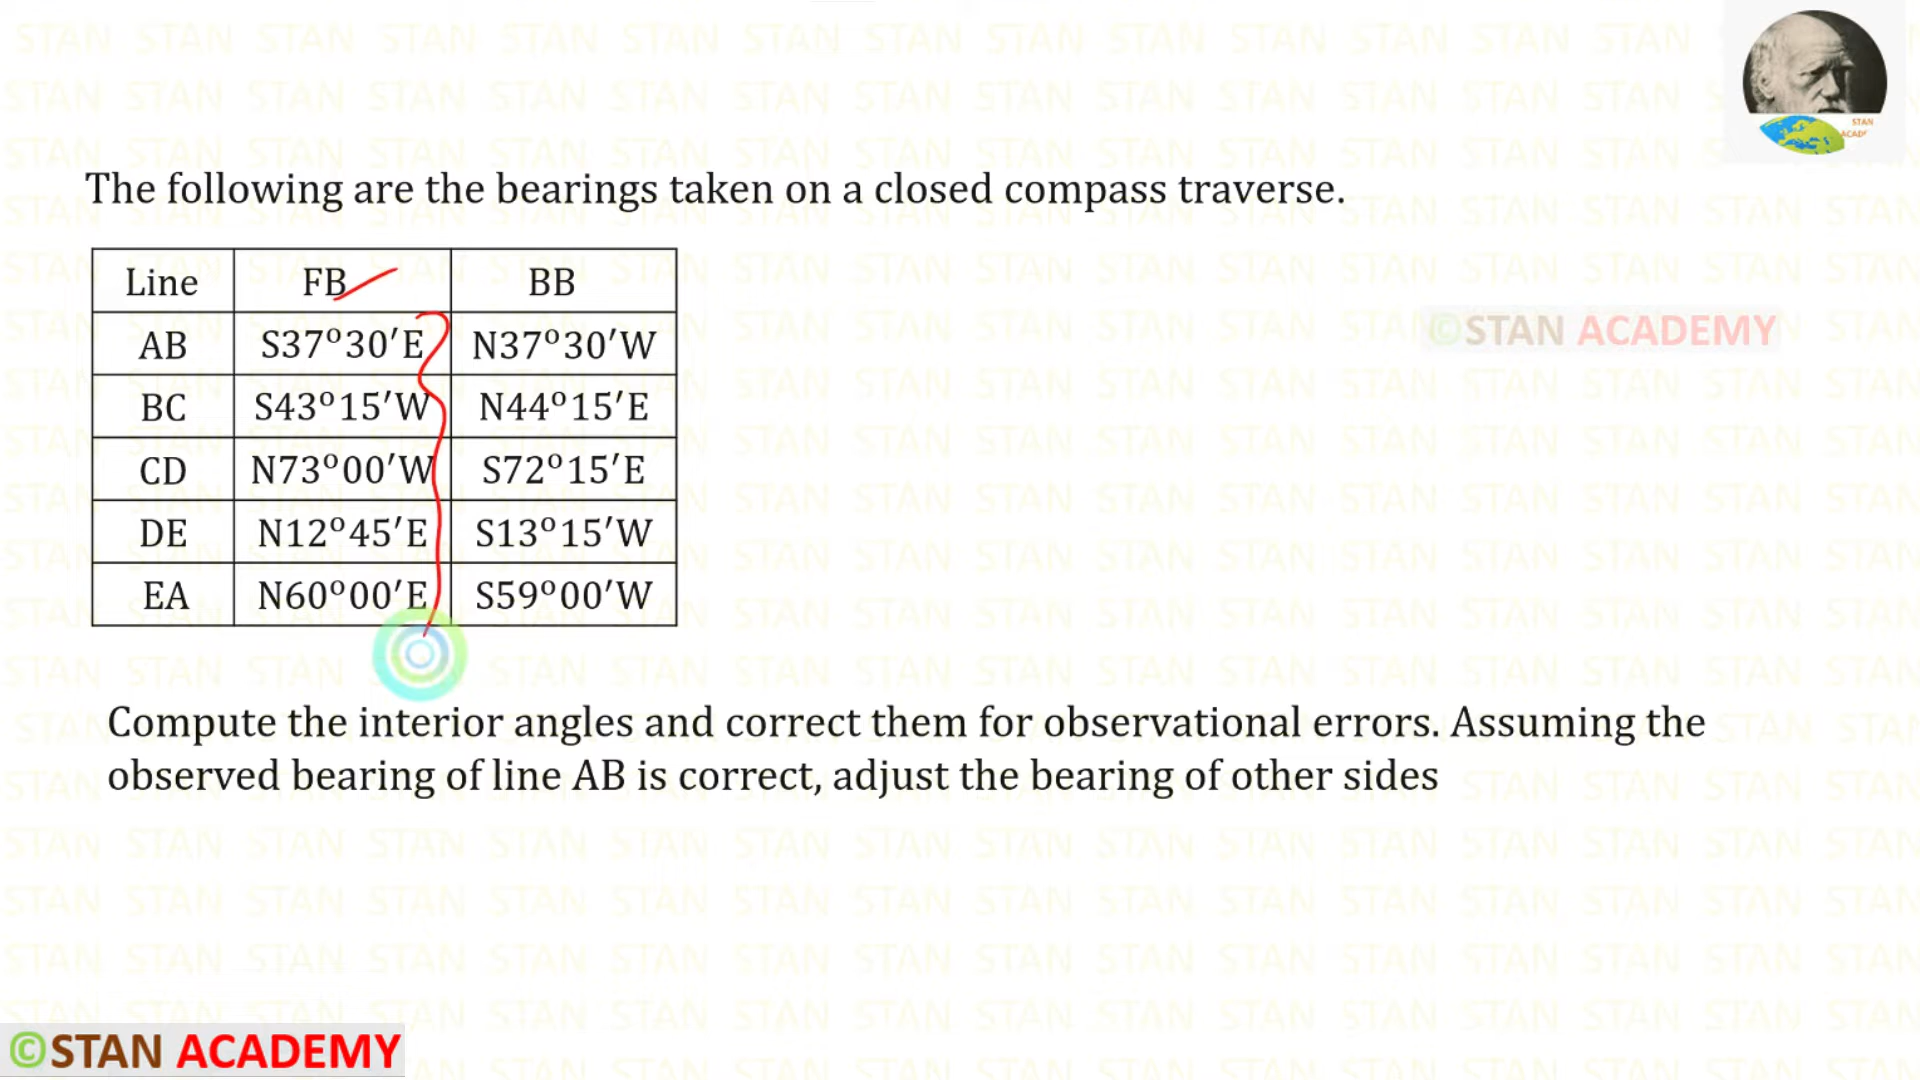 The following are the bearings taken on a closed compass traverse.
Line FB BB
AB S37°30′E N37°30′W
BC S43°15′W N44°15′E
CD N73°00′W S72°15′E
DE N12°45′E S13°15′W
EA N60°00′E S59°00′W
©STAN ACADEMY
Compute the interior angles and correct them for observational errors. Assuming the
observed bearing of line AB is correct, adjust the bearing of other sides
©STAN ACADEMY